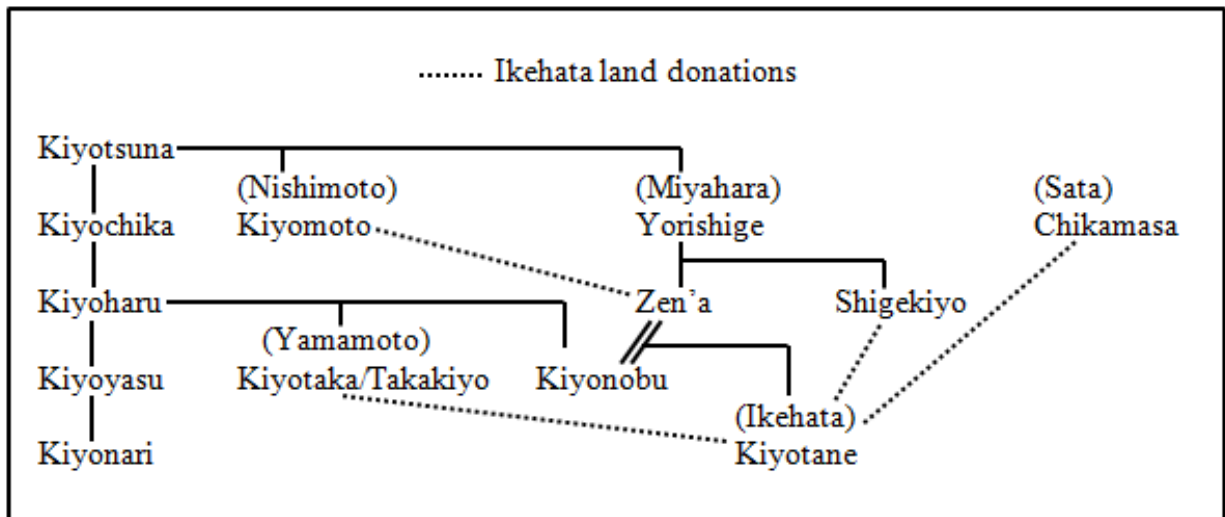 Ikehata land donations
Kiyotsuna
(Nishimoto) (Miyahara) (Sata)
Kiyochika Kiyomoto Yorishige Chikamasa
Kiyoharu Zen’a Shigekiyo
(Yamamoto)
Kiyoyasu Kiyotaka/Takakiyo Kiyonobu
(Ikehata)
Kiyonari Kiyotane